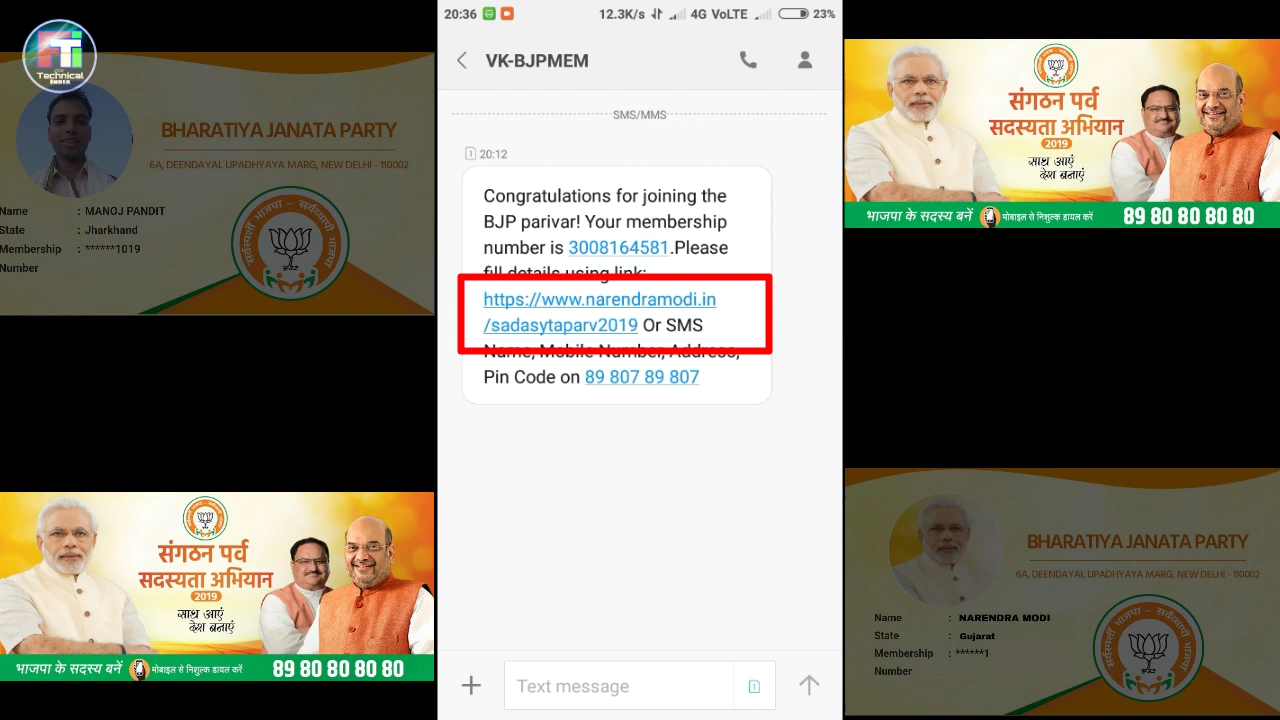 FTI
Technical
INDIA
BHARATIYA JANATA PARTY
6A, DEENDAYAL UPADHYAYA MARG, NEW DELHI - 110002
Name : MANOJ PANDIT
State : Jharkhand
Membership : ******1019
Number
संगठन पर्व
सदस्यता अभियान
2019
साथ आएं
देश बनाएं
भाजपा के सदस्य बनें मोबाइल से निशुल्क डायल करें 89 80 80 80 80
20:36 12.3K/s 4G VoLTE 23%
VK-BJPMEM
SMS/MMS
1 20:12
Congratulations for joining the
BJP parivar! Your membership
number is 3008164581.Please
fill details using link:
https://www.narendramodi.in
/sadasytaparv2019 Or SMS
Name, Mobile Number, Address,
Pin Code on 89 807 89 807
Text message 1
संगठन पर्व
सदस्यता अभियान
2019
साथ आएं
देश बनाएं
भाजपा के सदस्य बनें मोबाइल से निशुल्क डायल करें 89 80 80 80 80
BHARATIYA JANATA PARTY
6A, DEENDAYAL UPADHYAYA MARG, NEW DELHI - 110002
Name : NARENDRA MODI
State : Gujarat
Membership : ******1
Number